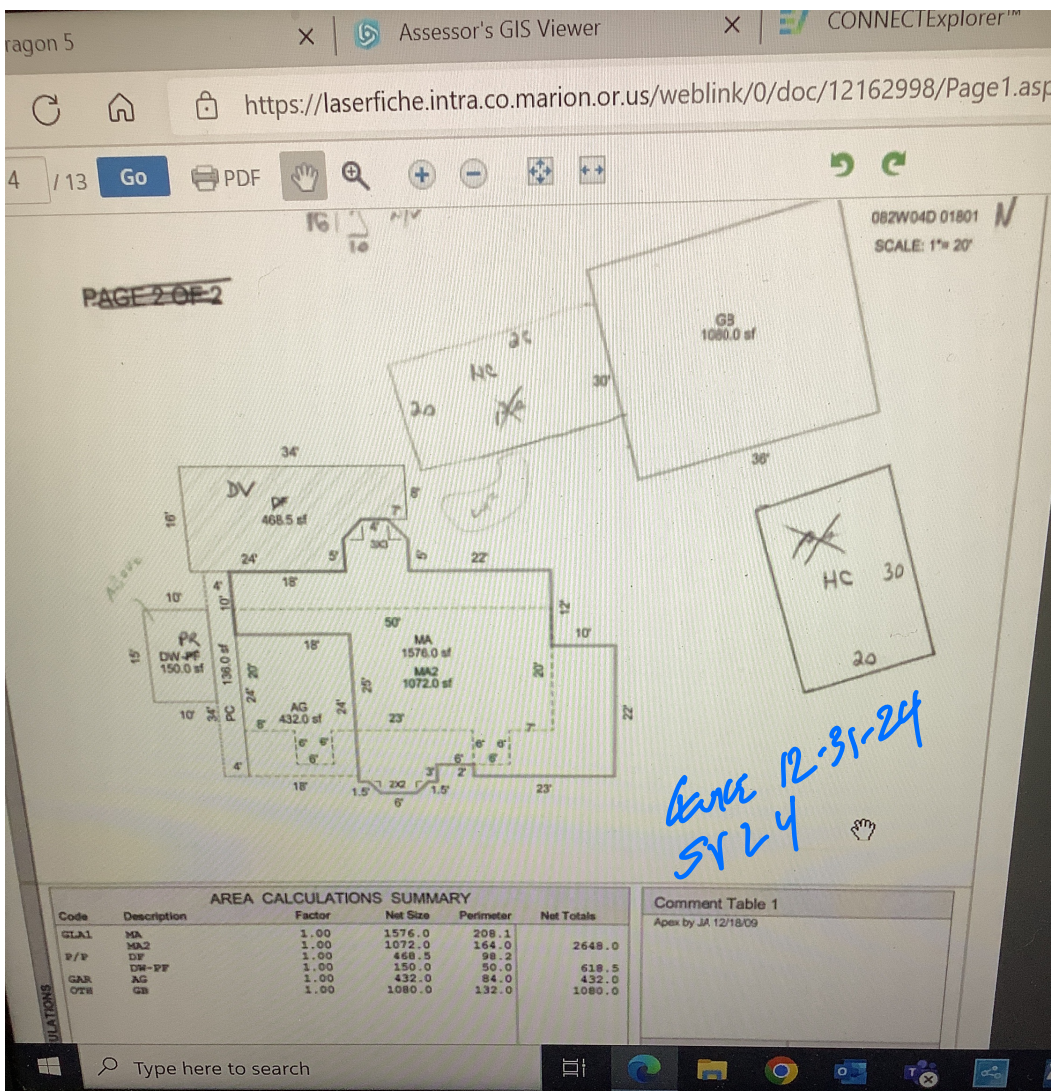 ragon 5
Assessor's GIS Viewer
CONNECTExplorer™
https://laserfiche.intra.co.marion.or.us/weblink/0/doc/12162998/Page1.asp
4 / 13 Go PDF
16
10
N/V
082W04D 01801 N
SCALE: 1"= 20'
PAGE 2 OF 2
GB
1080.0 sf
HC
20
30'
36'
34'
DV
DF
468.5 sf
16'
8'
7'
4'
3X3
HC
30
20
24'
5'
6'
22'
Above
10'
4'
18'
10'
50'
12'
10'
PR
DW-PF
150.0 sf
15'
10'
136.0 sf
PC
34'
24'
20'
18'
MA
1576.0 sf
MA2
1072.0 sf
20'
25'
AG
432.0 sf
24'
23'
7'
22'
8'
6'
6'
6'
6'
6'
6'
6'
4'
18'
1.5'
2X2
6'
3'
1.5'
2'
23'
12-31-24
AREA CALCULATIONS SUMMARY
Code Description Factor Net Size Perimeter Net Totals
GLA1 MA 1.00 1576.0 208.1
MA2 1.00 1072.0 164.0 2648.0
P/P DF 1.00 468.5 98.2
DW-PF 1.00 150.0 50.0 618.5
GAR AG 1.00 432.0 84.0 432.0
OTH GB 1.00 1080.0 132.0 1080.0
Comment Table 1
Apex by JA 12/18/09
ULATIONS
Type here to search